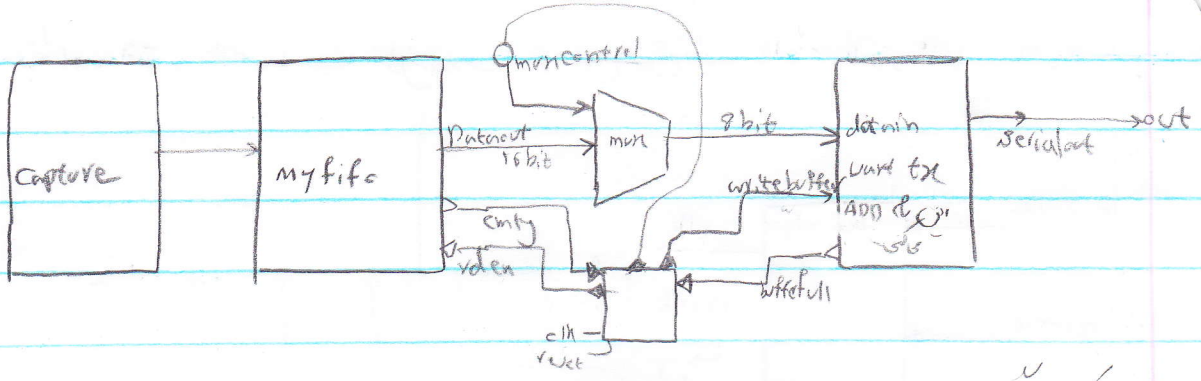 muxcontrol
Capture
Myfifo
Dataout
16bit
mux
8bit
datain
serialout
out
uart tx
writebuffer
ADD &
emty
rden
buffefull
clk
reset